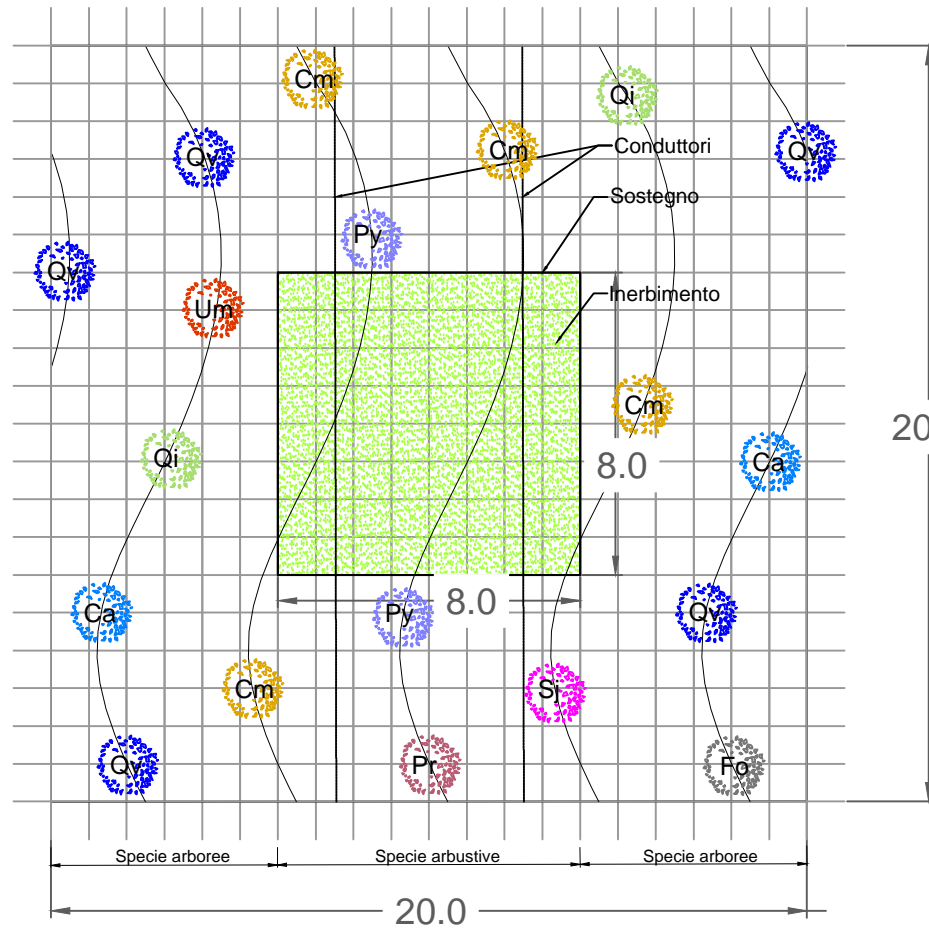 Cm
Qi
Conduttori
Qv
Cm
Qv
Sostegno
Py
Qv
Inerbimento
Um
Cm
20
Qi
8.0
Ca
Ca
8.0
Py
Qv
Cm
Sj
Qv
Pr
Fo
Specie arboree
Specie arbustive
Specie arboree
20.0